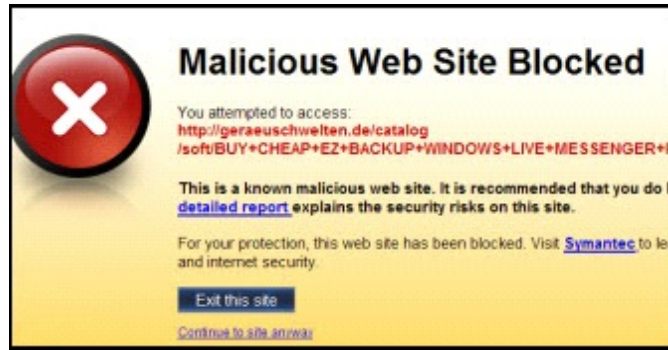 Malicious Web Site Blocked
You attempted to access:
http://geraeuschwelten.de/catalog
/soft/BUY+CHEAP+EZ+BACKUP+WINDOWS+LIVE+MESSENGER+
This is a known malicious web site. It is recommended that you do
detailed report explains the security risks on this site.
For your protection, this web site has been blocked. Visit Symantec to le
and internet security.
Exit this site
Continue to site anyway